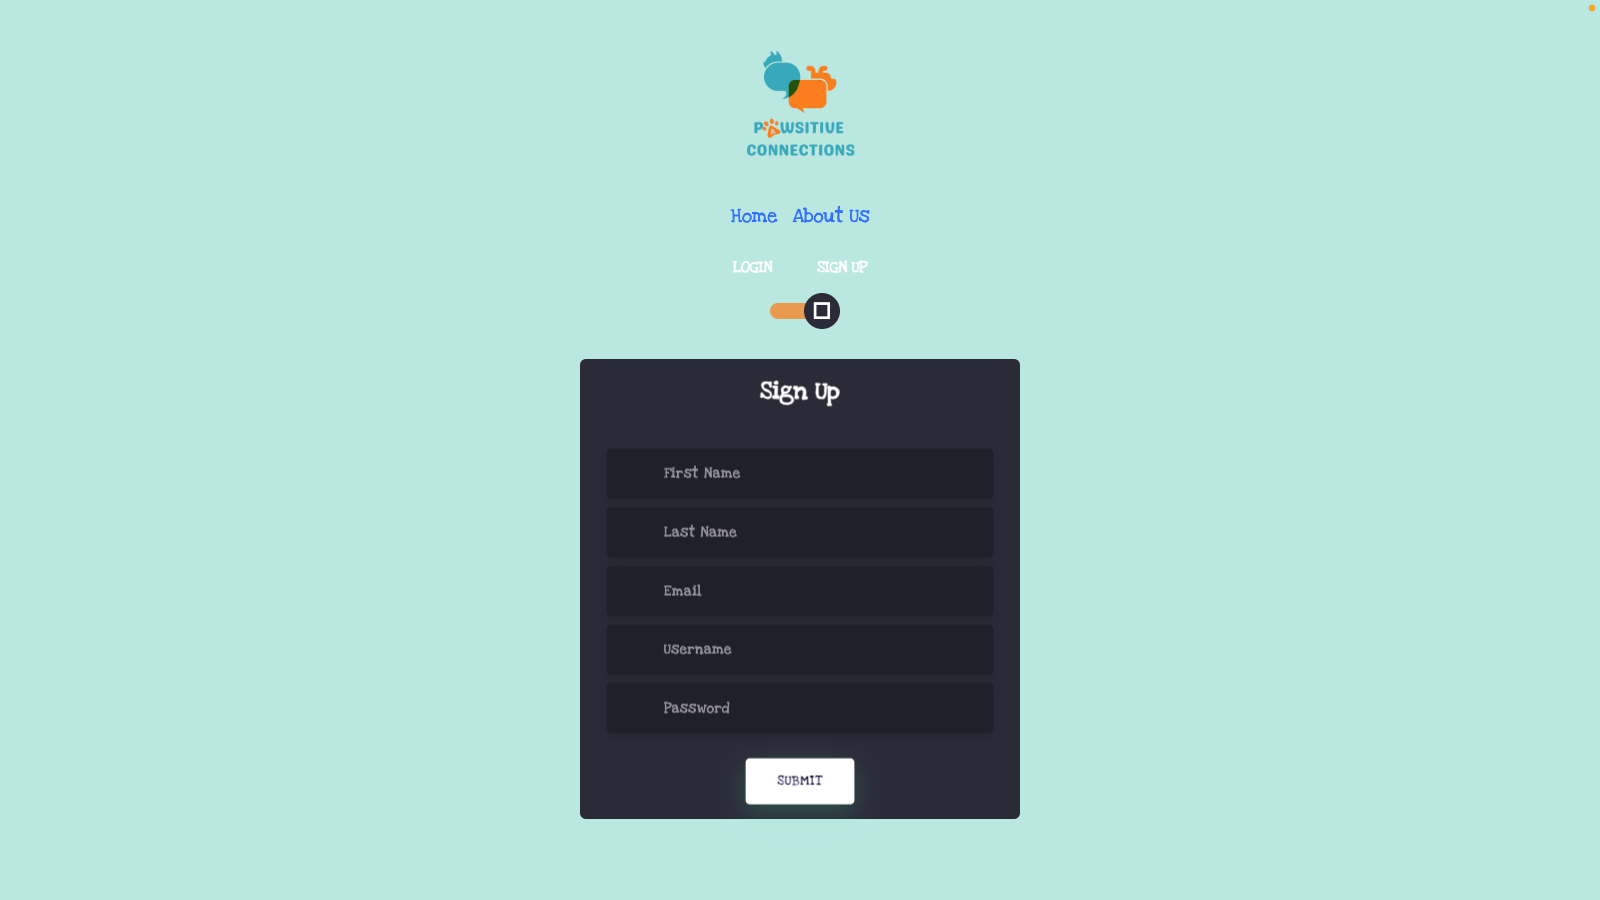 PAWSITIVE
CONNECTIONS
Home About Us
LOGIN SIGN UP
Sign Up
First Name
Last Name
Email
Username
Password
SUBMIT